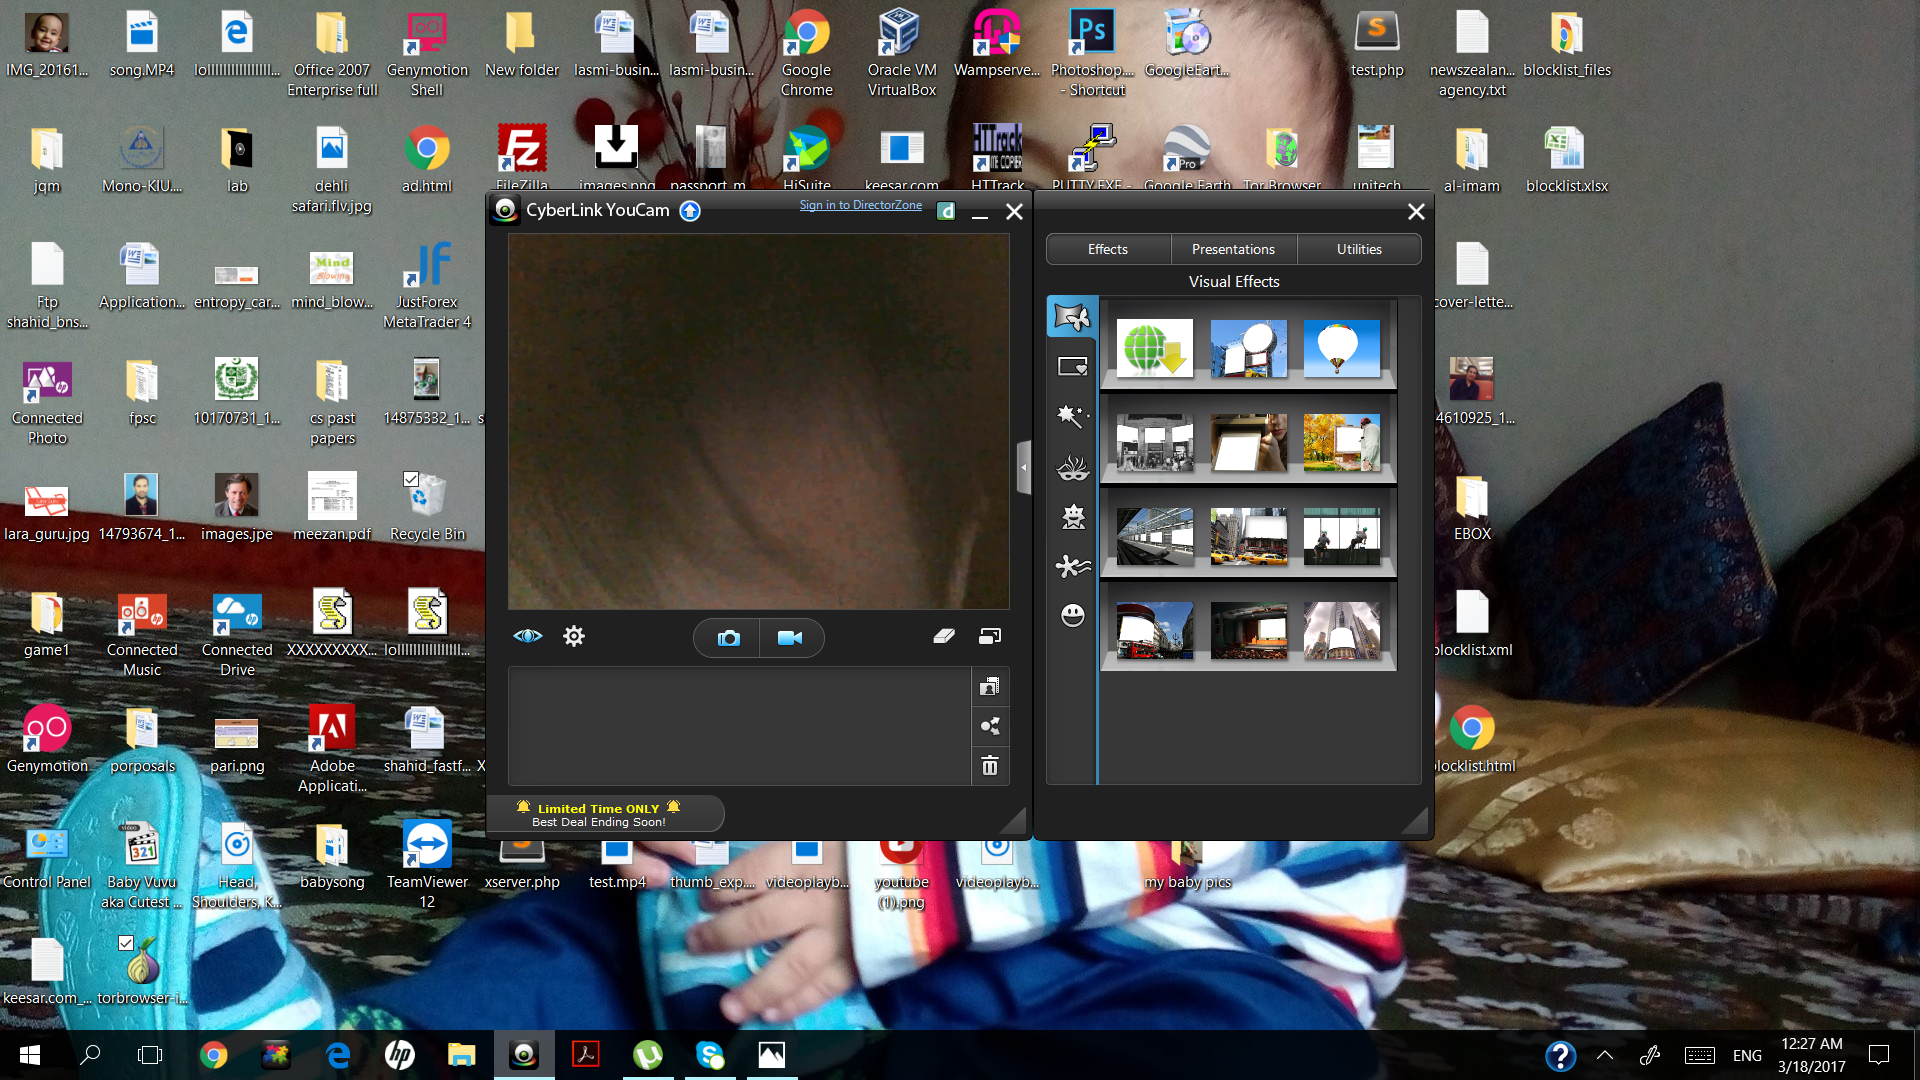 IMG_20161...
song.MP4
Office 2007
Enterprise full
Genymotion
Shell
New folder
lasmi-busin...
lasmi-busin...
Google
Chrome
Oracle VM
VirtualBox
Wampserve...
Photoshop....
- Shortcut
GoogleEart...
test.php
newszealan...
agency.txt
blocklist_files
jqm
Mono-KIU....
lab
dehli
safari.flv.jpg
ad.html
FileZilla
images.png
passport_m
HiSuite
keesar.com
HTTrack
PUTTY.EXE -
Google Earth
Tor Browser
unitech
al-imam
blocklist.xlsx
CyberLink YouCam
Sign in to DirectorZone
Effects
Presentations
Utilities
Visual Effects
Ftp
shahid_bns...
Application...
entropy_car...
Mind
Blowing
mind_blow...
JustForex
MetaTrader 4
cover-lette...
Connected
Photo
fpsc
10170731_1...
cs past
papers
14875332_1...
s
4610925_1...
lara_guru.jpg
14793674_1...
images.jpe
meezan.pdf
Recycle Bin
EBOX
game1
Connected
Music
Connected
Drive
XXXXXXXXX...
blocklist.xml
Genymotion
porposals
pari.png
Adobe
Applicati...
shahid_fastf...
X
blocklist.html
Limited Time ONLY
Best Deal Ending Soon!
Control Panel
Baby Vuvu
aka Cutest ...
Head,
Shoulders, K...
babysong
TeamViewer
12
xserver.php
test.mp4
thumb_exp....
videoplayb...
youtube
(1).png
videoplayb...
my baby pics
keesar.com_...
torbrowser-i...
ENG
12:27 AM
3/18/2017